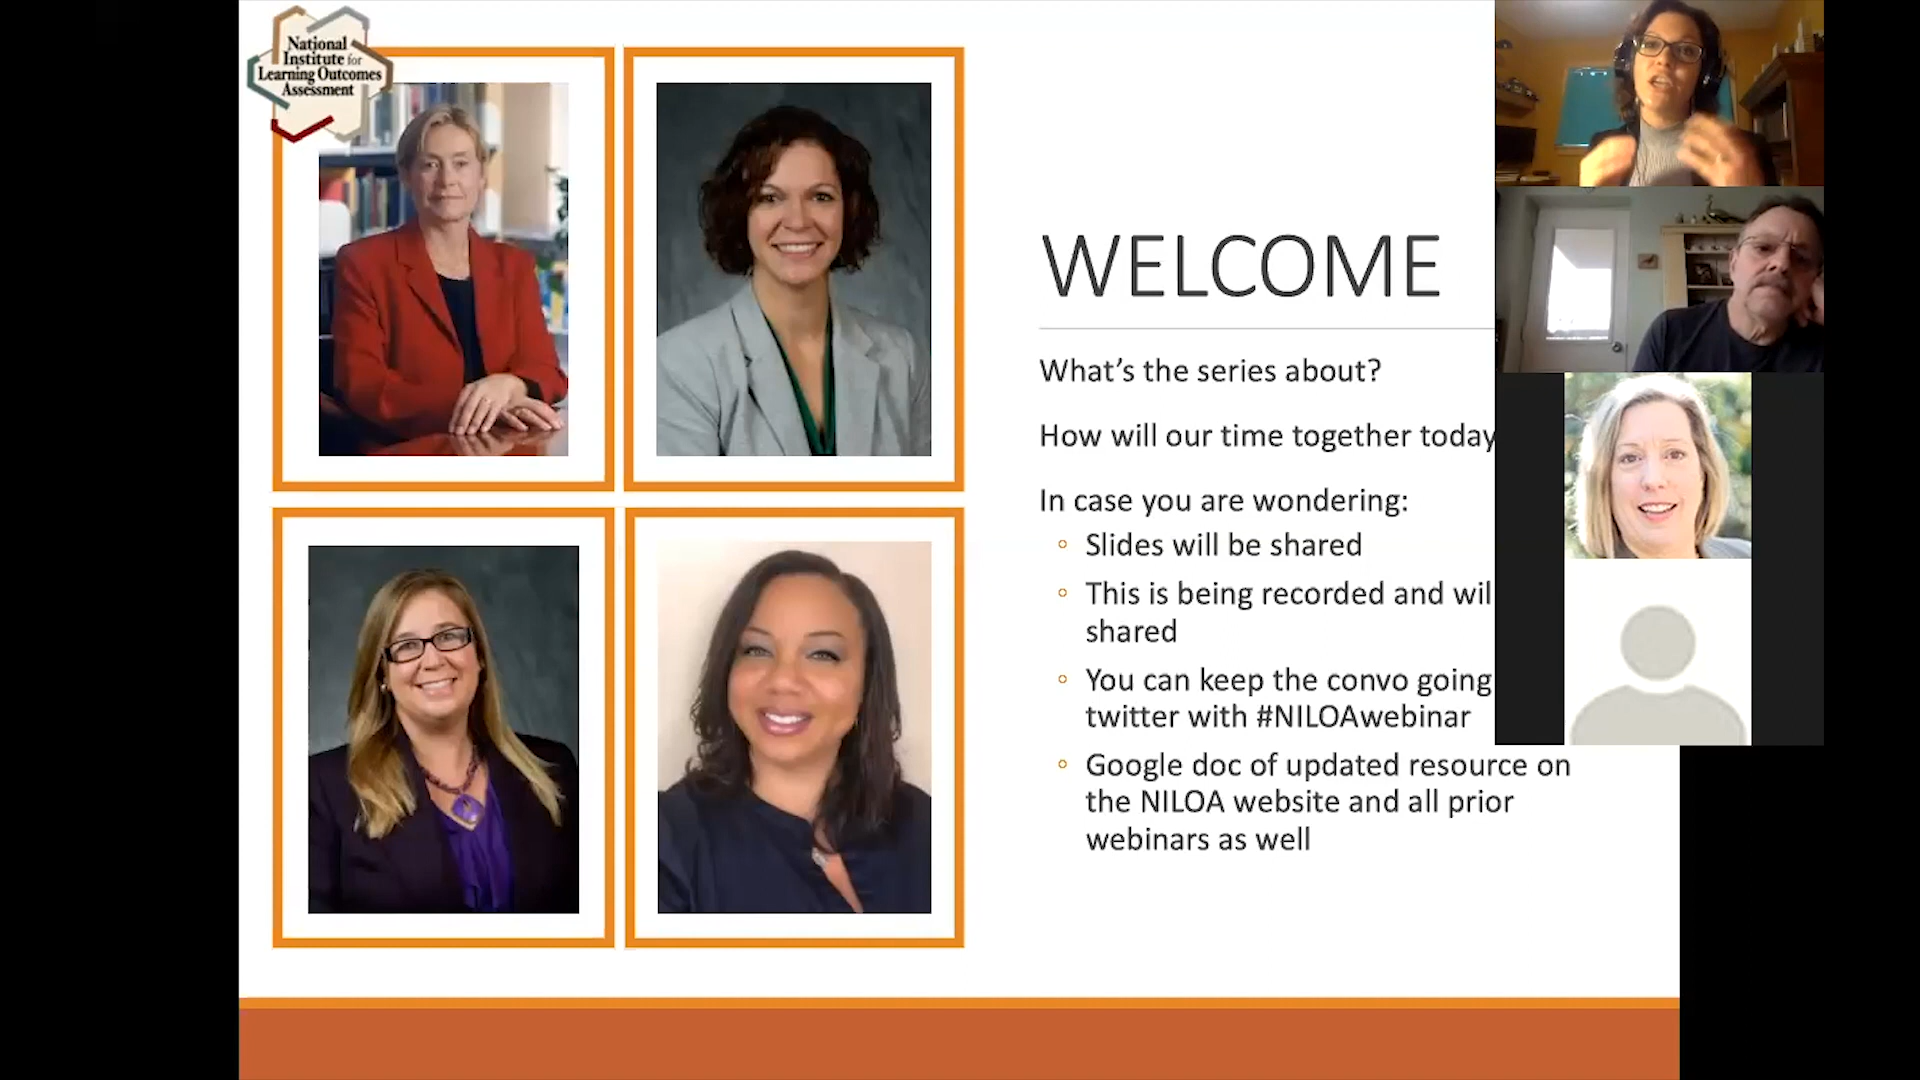 National
Institute for
Learning Outcomes
Assessment
WELCOME
What's the series about?
How will our time together today
In case you are wondering:
Slides will be shared
This is being recorded and wil
shared
You can keep the convo going
twitter with #NILOAwebinar
Google doc of updated resource on
the NILOA website and all prior
webinars as well